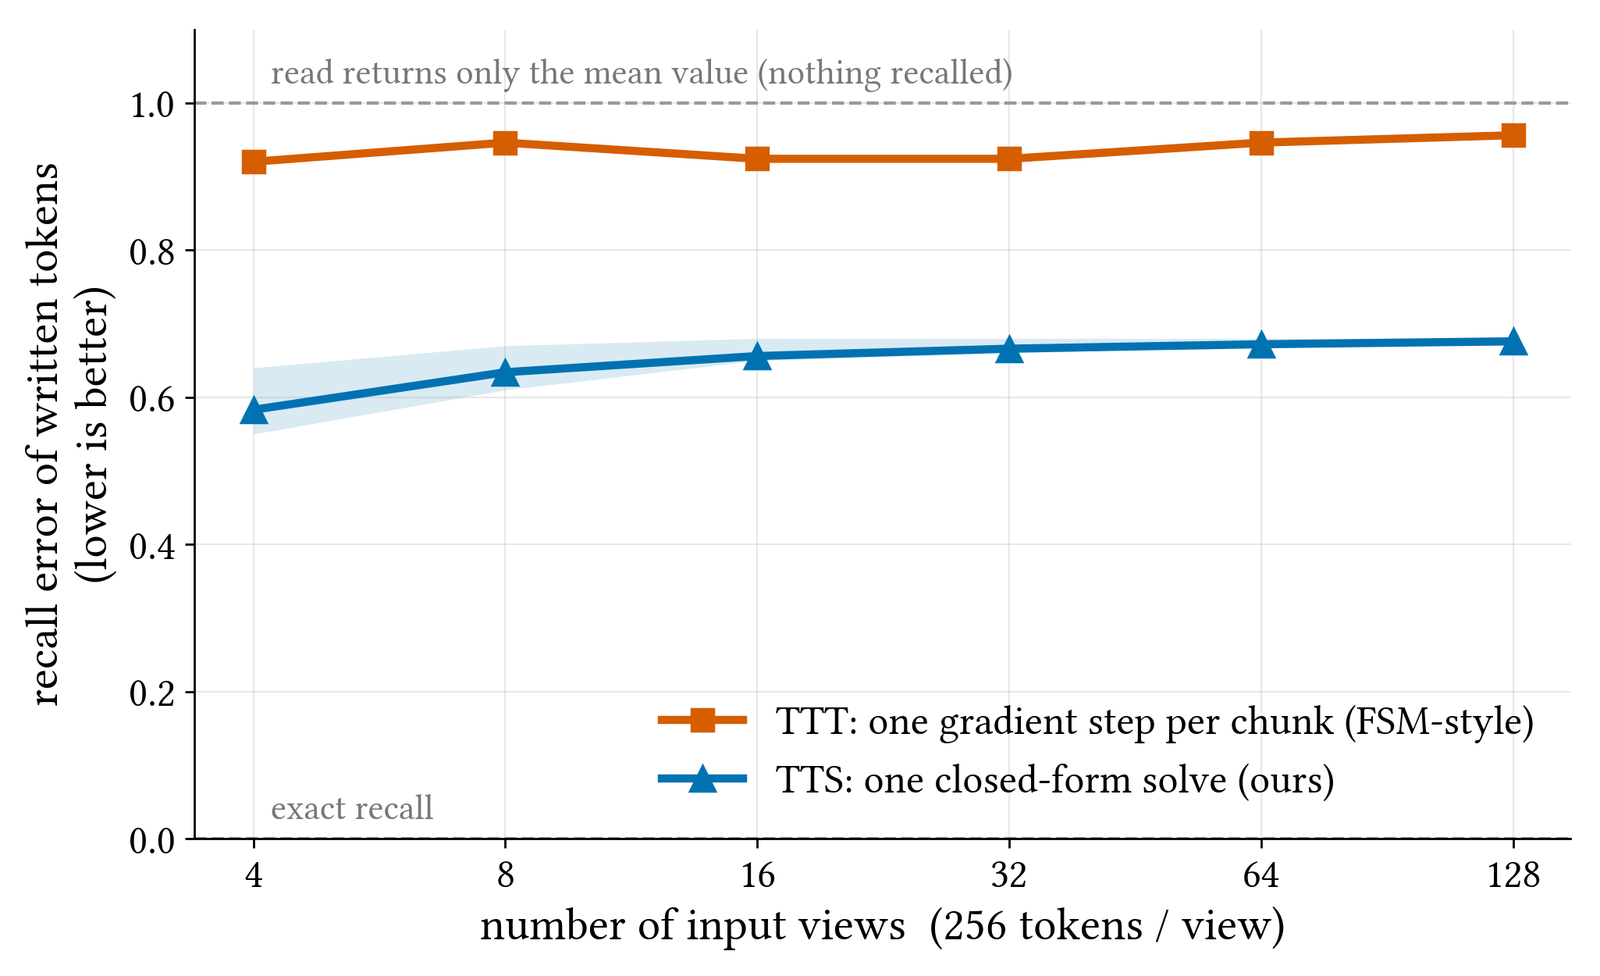 read returns only the mean value (nothing recalled)
1.0
0.8
0.6
0.4
0.2
0.0
recall error of written tokens
(lower is better)
TTT: one gradient step per chunk (FSM-style)
TTS: one closed-form solve (ours)
exact recall
4 8 16 32 64 128
number of input views (256 tokens / view)